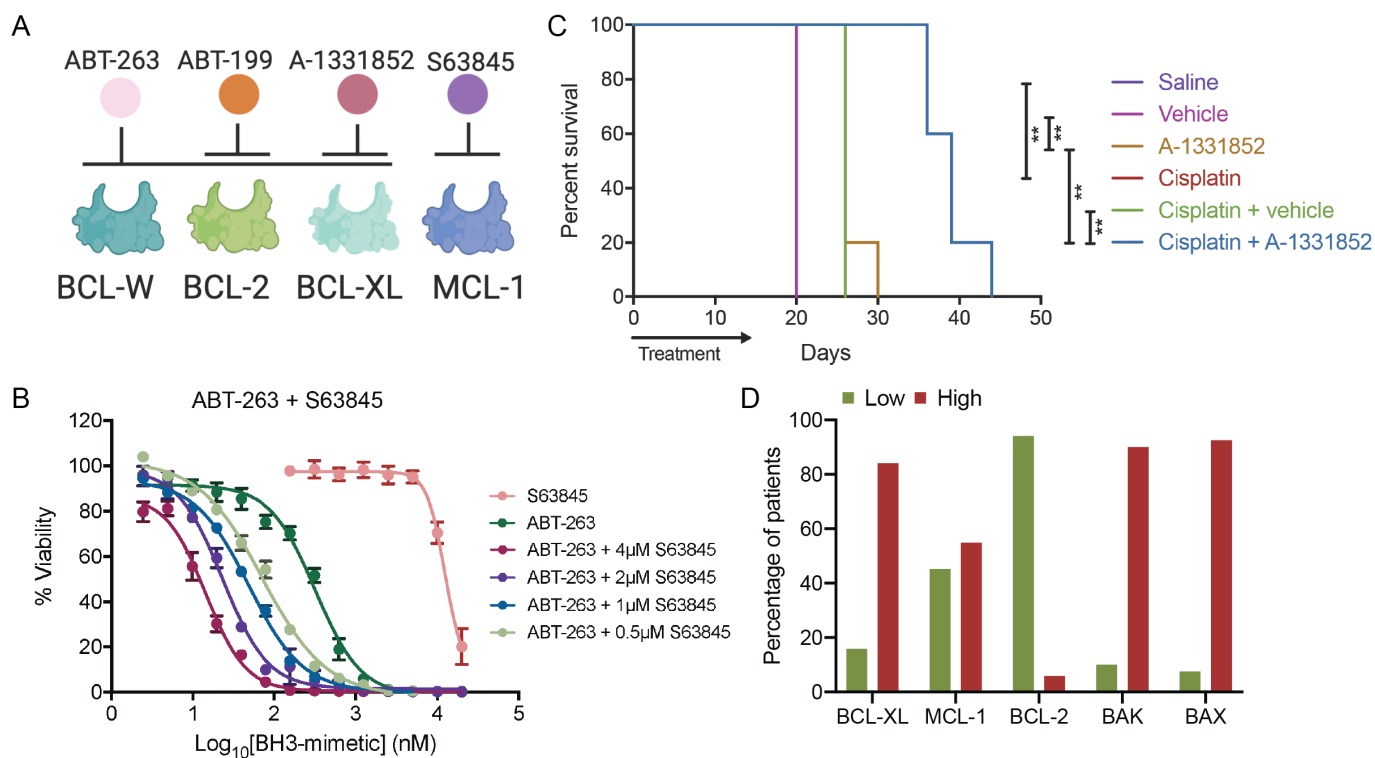 A
ABT-263 ABT-199 A-1331852 S63845
BCL-W BCL-2 BCL-XL MCL-1
C
Percent survival
100
80
60
40
20
0
0 10 20 30 40 50
Treatment
Days
**
**
**
**
Saline
Vehicle
A-1331852
Cisplatin
Cisplatin + vehicle
Cisplatin + A-1331852
B
ABT-263 + S63845
% Viability
120
100
80
60
40
20
0
0 1 2 3 4 5
Log10[BH3-mimetic] (nM)
S63845
ABT-263
ABT-263 + 4µM S63845
ABT-263 + 2µM S63845
ABT-263 + 1µM S63845
ABT-263 + 0.5µM S63845
D
Low High
Percentage of patients
100
80
60
40
20
0
BCL-XL MCL-1 BCL-2 BAK BAX